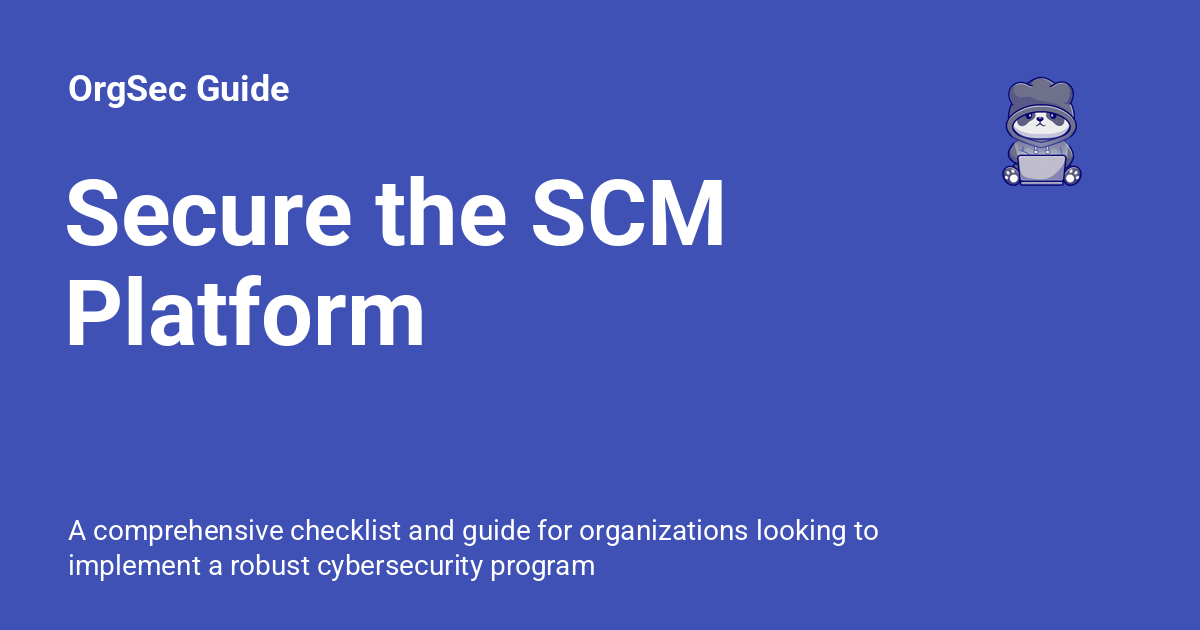 OrgSec Guide
Secure the SCM
Platform
A comprehensive checklist and guide for organizations looking to
implement a robust cybersecurity program